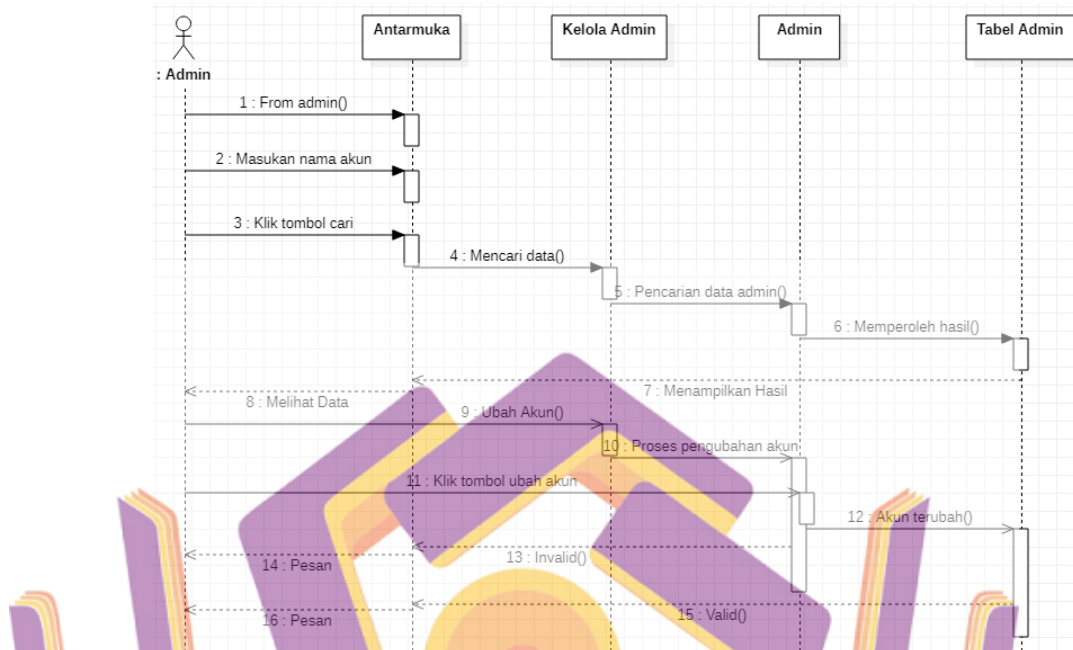 Antarmuka
Kelola Admin
Admin
Tabel Admin
: Admin
1 : From admin()
2 : Masukan nama akun
3 : Klik tombol cari
4 : Mencari data()
5 : Pencarian data admin()
6 : Memperoleh hasil()
7 : Menampilkan Hasil
8 : Melihat Data
9 : Ubah Akun()
10 : Proses pengubahan akun
11 : Klik tombol ubah akun
12 : Akun terubah()
13 : Invalid()
14 : Pesan
15 : Valid()
16 : Pesan